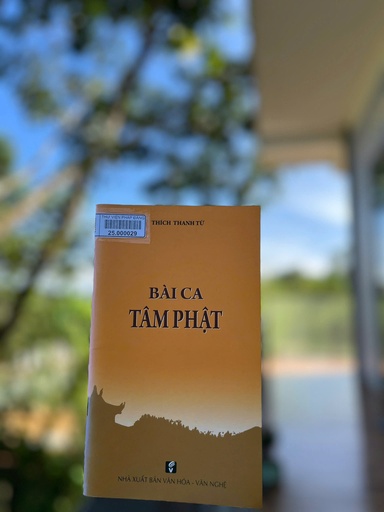 25.000029
THÍCH THANH TỪ
BÀI CA
TÂM PHẬT
NHÀ XUẤT BẢN VĂN HÓA - VĂN NGHỆ